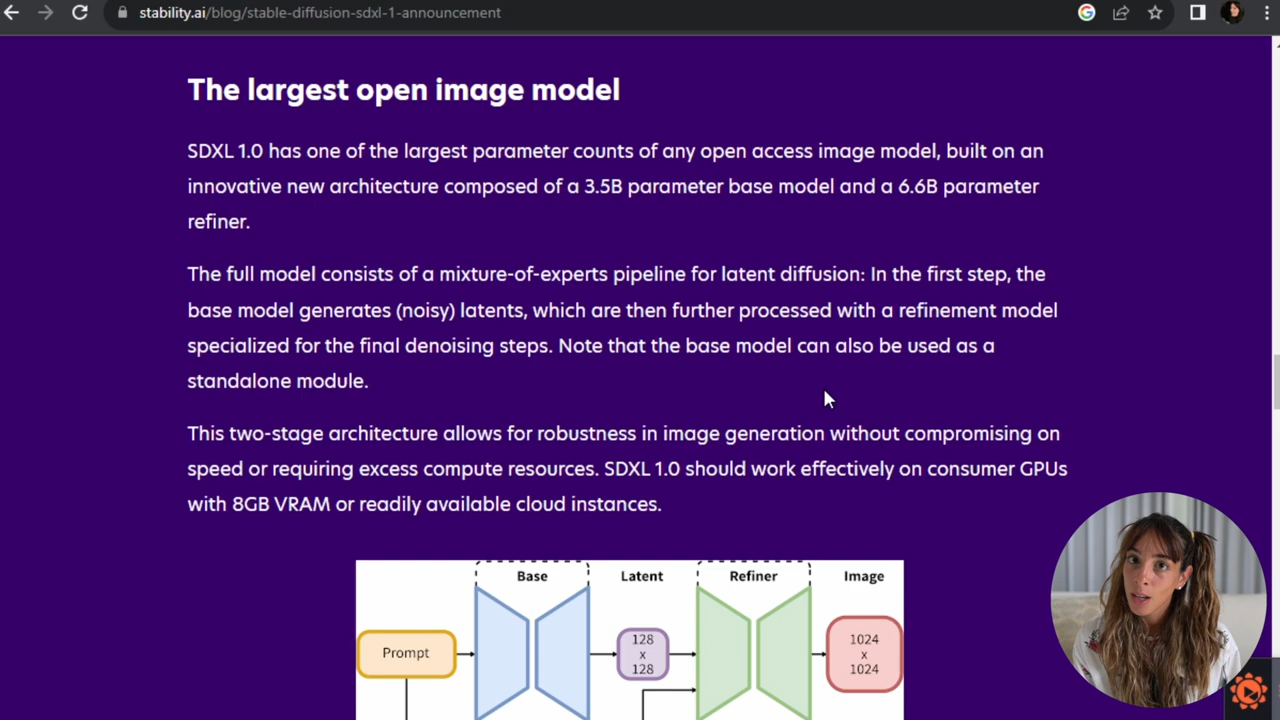 stability.ai/blog/stable-diffusion-sdxl-1-announcement
The largest open image model
SDXL 1.0 has one of the largest parameter counts of any open access image model, built on an
innovative new architecture composed of a 3.5B parameter base model and a 6.6B parameter
refiner.
The full model consists of a mixture-of-experts pipeline for latent diffusion: In the first step, the
base model generates (noisy) latents, which are then further processed with a refinement model
specialized for the final denoising steps. Note that the base model can also be used as a
standalone module.
This two-stage architecture allows for robustness in image generation without compromising on
speed or requiring excess compute resources. SDXL 1.0 should work effectively on consumer GPUs
with 8GB VRAM or readily available cloud instances.
Base Latent Refiner Image
Prompt
128
x
128
1024
x
1024